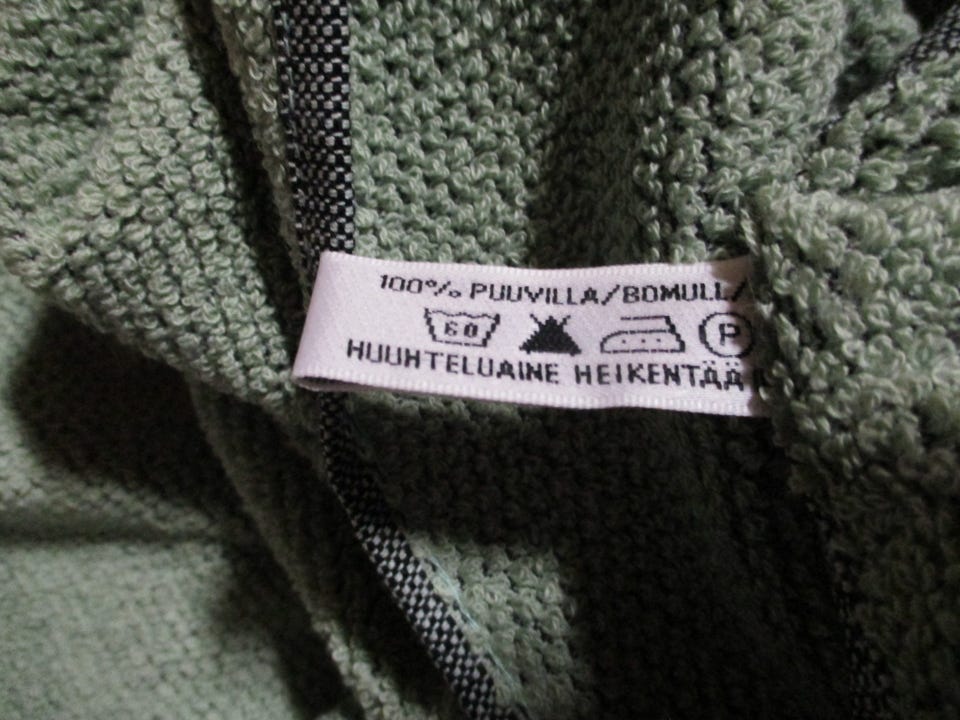 100% PUUVILLA/BOMULL/
60 P
HUUHTELUAINE HEIKENTÄÄ